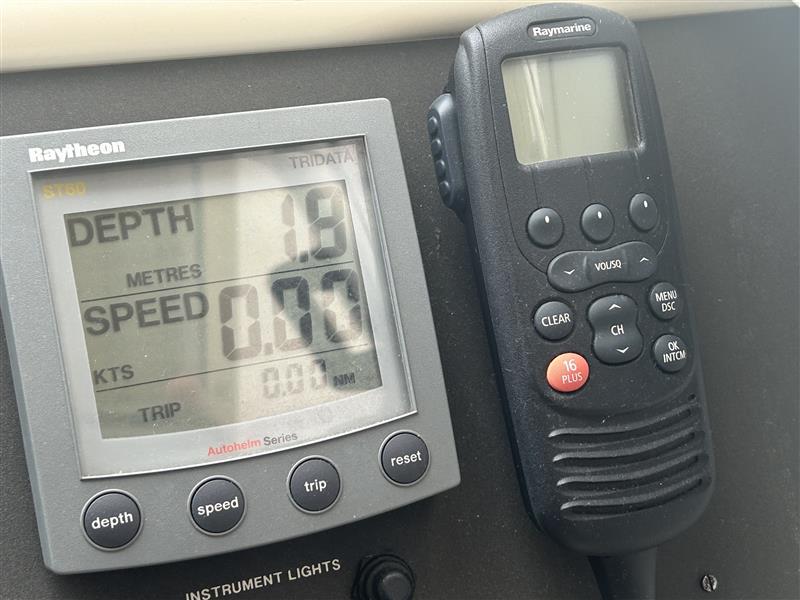 Raytheon
ST60
TRIDATA
DEPTH 1.8
METRES
SPEED 0.00
KTS
0.00 NM
TRIP
Autohelm Series
depth
speed
trip
reset
INSTRUMENT LIGHTS
Raymarine
VOL/SQ
CLEAR
CH
MENU
DSC
16
PLUS
OK
INTCM